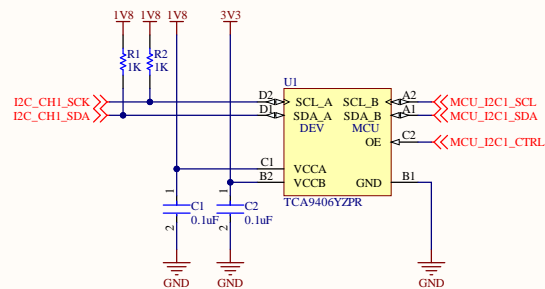 1V8 1V8 1V8 3V3
R1 R2
1K 1K
U1
I2C_CH1_SCK D2 SCL_A SCL_B A2 MCU_I2C1_SCL
I2C_CH1_SDA D1 SDA_A SDA_B A1 MCU_I2C1_SDA
DEV MCU
OE C2 MCU_I2C1_CTRL
C1 VCCA
B2 VCCB GND B1
TCA9406YZPR
1 1
C1 C2
0.1uF 0.1uF
2 2
GND GND GND